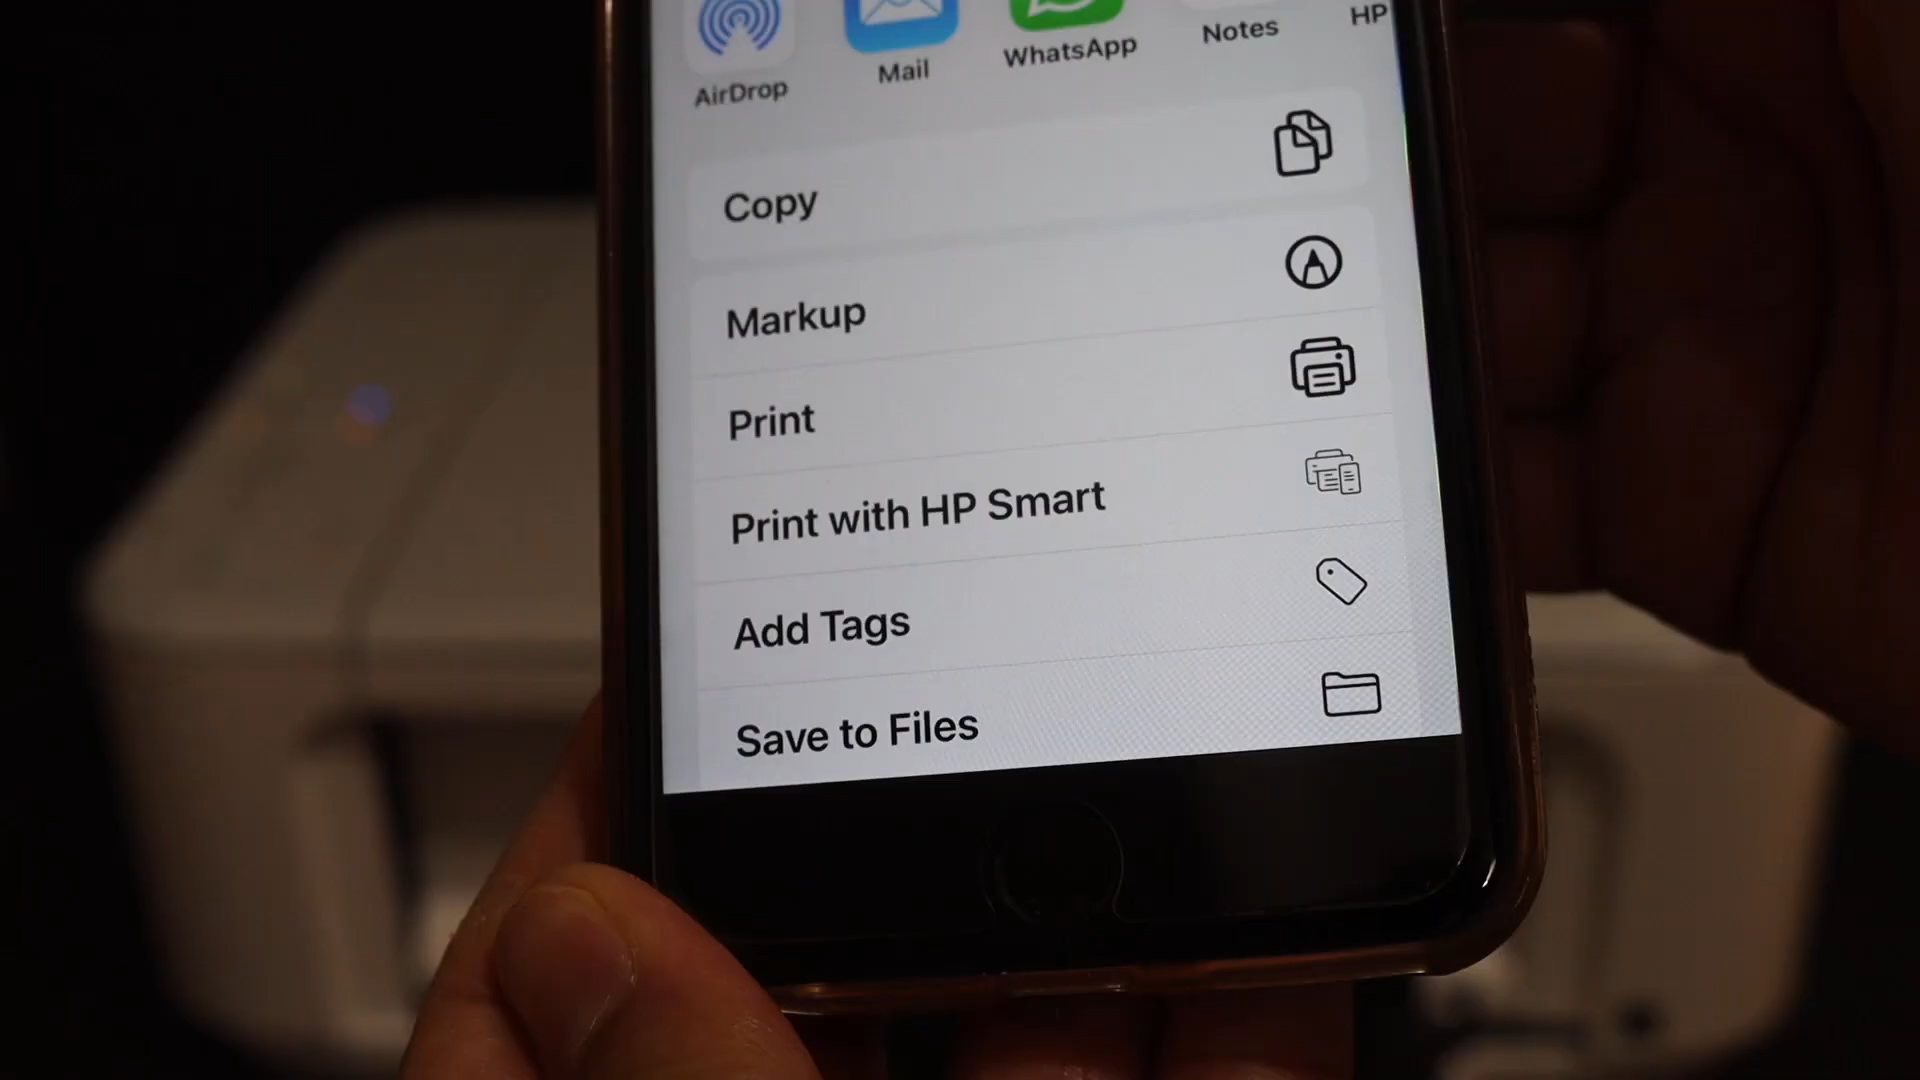 AirDrop
Mail
WhatsApp
Notes
HP
Copy
Markup
Print
Print with HP Smart
Add Tags
Save to Files